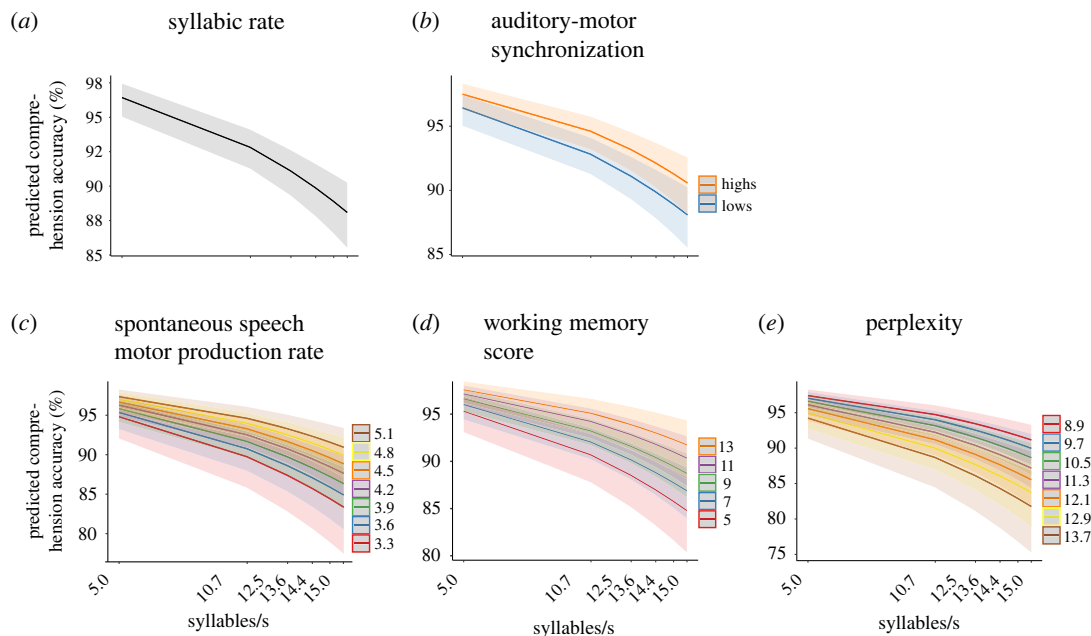 (a)
syllabic rate
(b)
auditory-motor
synchronization
predicted compre-
hension accuracy (%)
98
95
92
90
88
85
95
90
85
highs
lows
(c)
spontaneous speech
motor production rate
(d)
working memory
score
(e)
perplexity
predicted compre-
hension accuracy (%)
95
90
85
80
5.1
4.8
4.5
4.2
3.9
3.6
3.3
5.0
10.7
12.5
13.6
14.4
15.0
syllables/s
95
90
85
80
13
11
9
7
5
5.0
10.7
12.5
13.6
14.4
15.0
syllables/s
95
90
85
80
75
8.9
9.7
10.5
11.3
12.1
12.9
13.7
5.0
10.7
12.5
13.6
14.4
15.0
syllables/s